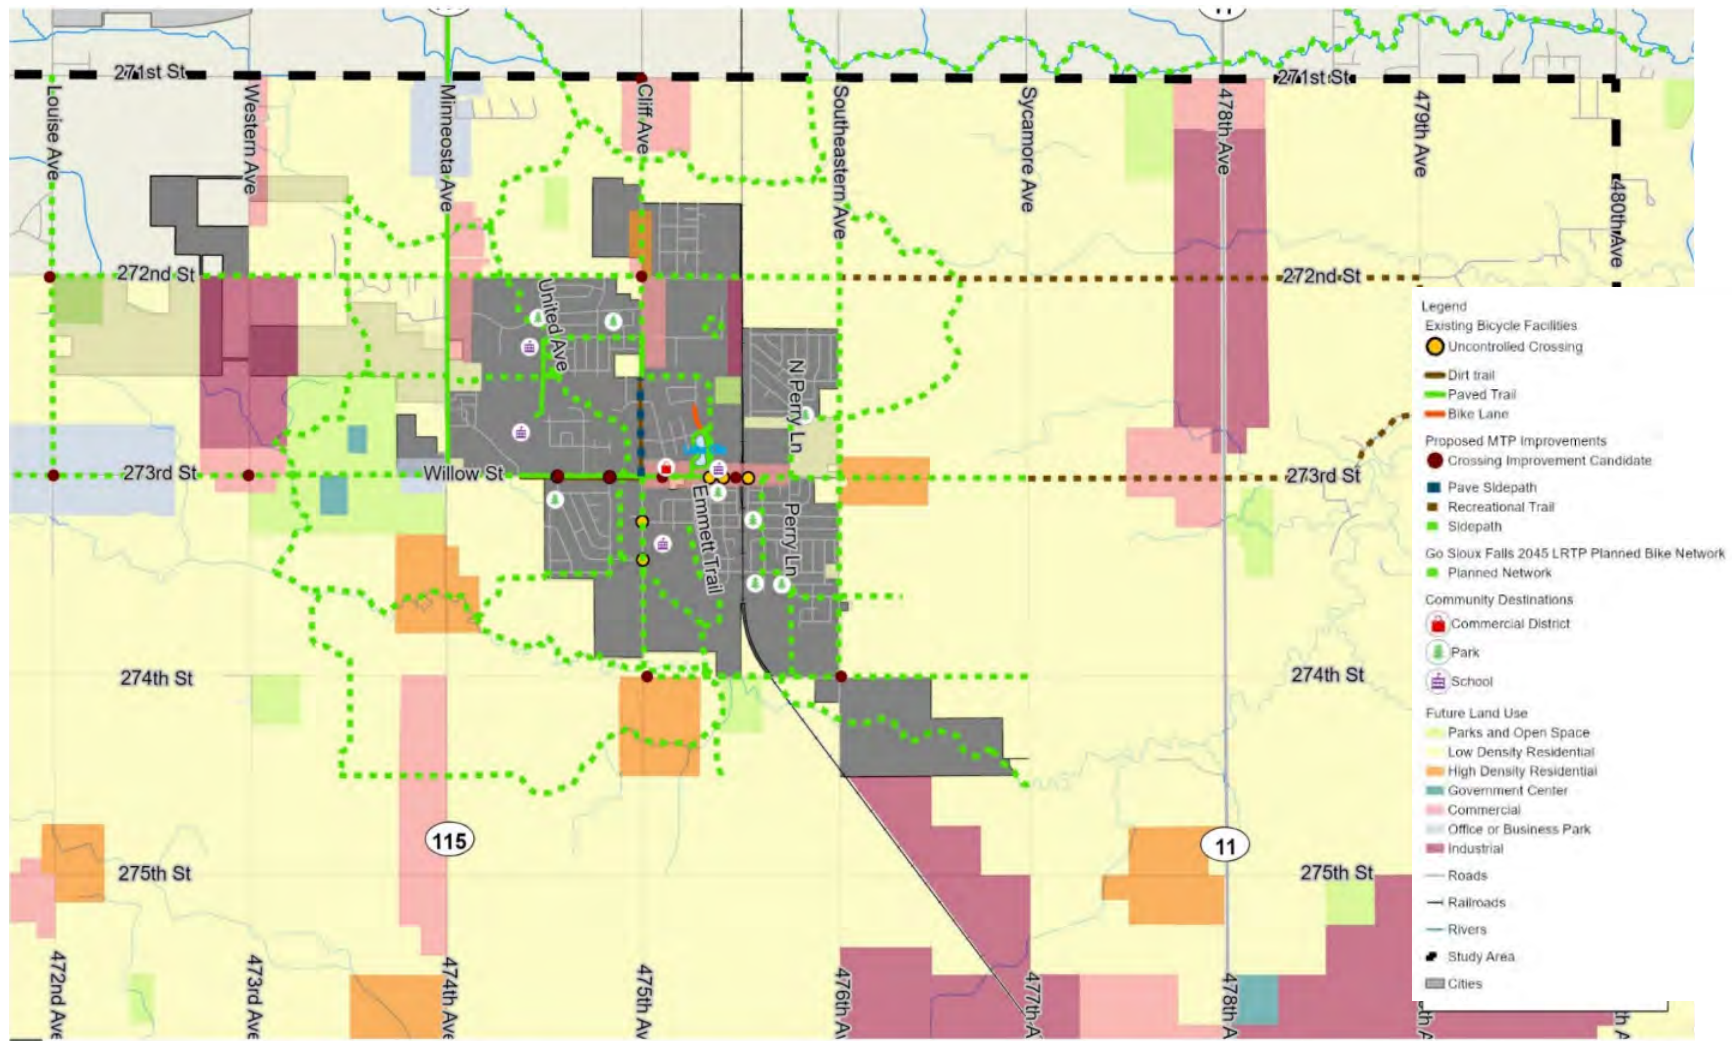 11
271st St
271st St
Louise Ave
Western Ave
Minneosta Ave
Cliff Ave
Southeastern Ave
Sycamore Ave
478th Ave
479th Ave
480th Ave
272nd St
272nd St
United Ave
N Perry Ln
273rd St
Willow St
273rd St
Emmett Trail
Perry Ln
274th St
274th St
115
11
275th St
275th St
472nd Ave
473rd Ave
474th Ave
475th Av
476th A
477th A
478th A
h A
h A
Legend
Existing Bicycle Facilities
Uncontrolled Crossing
Dirt trail
Paved Trail
Bike Lane
Proposed MTP Improvements
Crossing Improvement Candidate
Pave Sidepath
Recreational Trail
Sidepath
Go Sioux Falls 2045 LRTP Planned Bike Network
Planned Network
Community Destinations
Commercial District
Park
School
Future Land Use
Parks and Open Space
Low Density Residential
High Density Residential
Government Center
Commercial
Office or Business Park
Industrial
Roads
Railroads
Rivers
Study Area
Cities